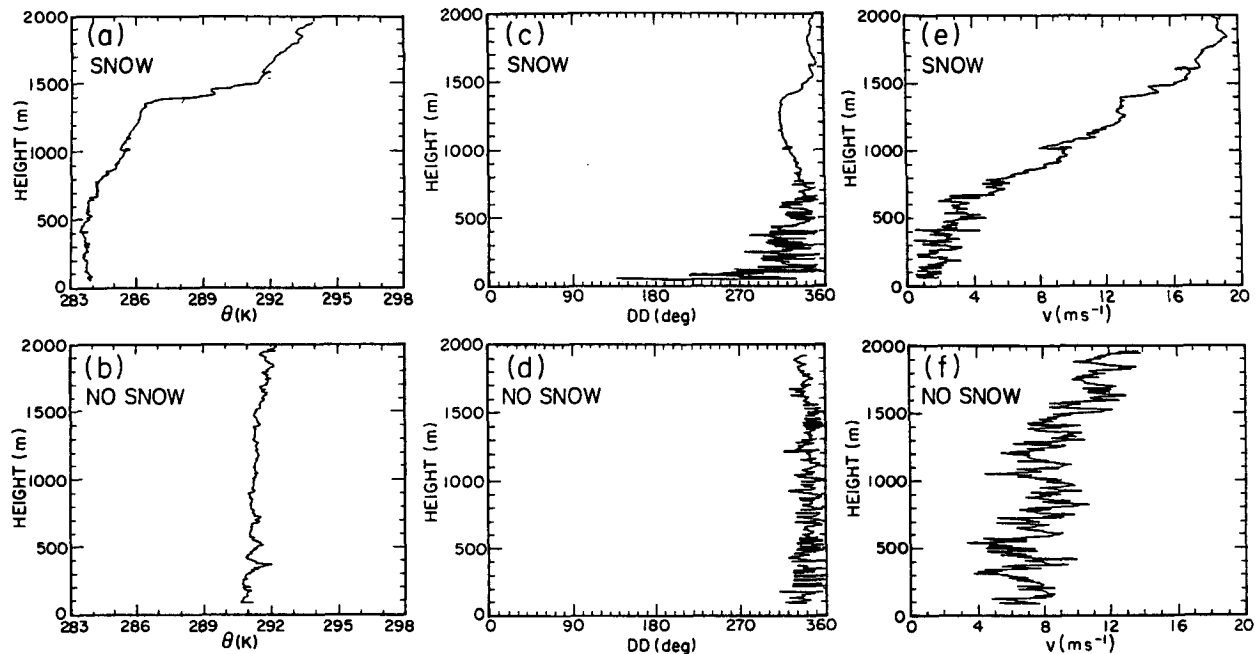 (a)
SNOW
2000
1500
1000
500
0
HEIGHT (m)
283 286 289 292 295 298
θ(K)
(c)
SNOW
2000
1500
1000
500
0
HEIGHT (m)
0 90 180 270 360
DD (deg)
(e)
SNOW
2000
1500
1000
500
0
HEIGHT (m)
0 4 8 12 16 20
v(ms⁻¹)
(b)
NO SNOW
2000
1500
1000
500
0
HEIGHT (m)
283 286 289 292 295 298
θ(K)
(d)
NO SNOW
2000
1500
1000
500
0
HEIGHT (m)
0 90 180 270 360
DD (deg)
(f)
NO SNOW
2000
1500
1000
500
0
HEIGHT (m)
0 4 8 12 16 20
v(ms⁻¹)